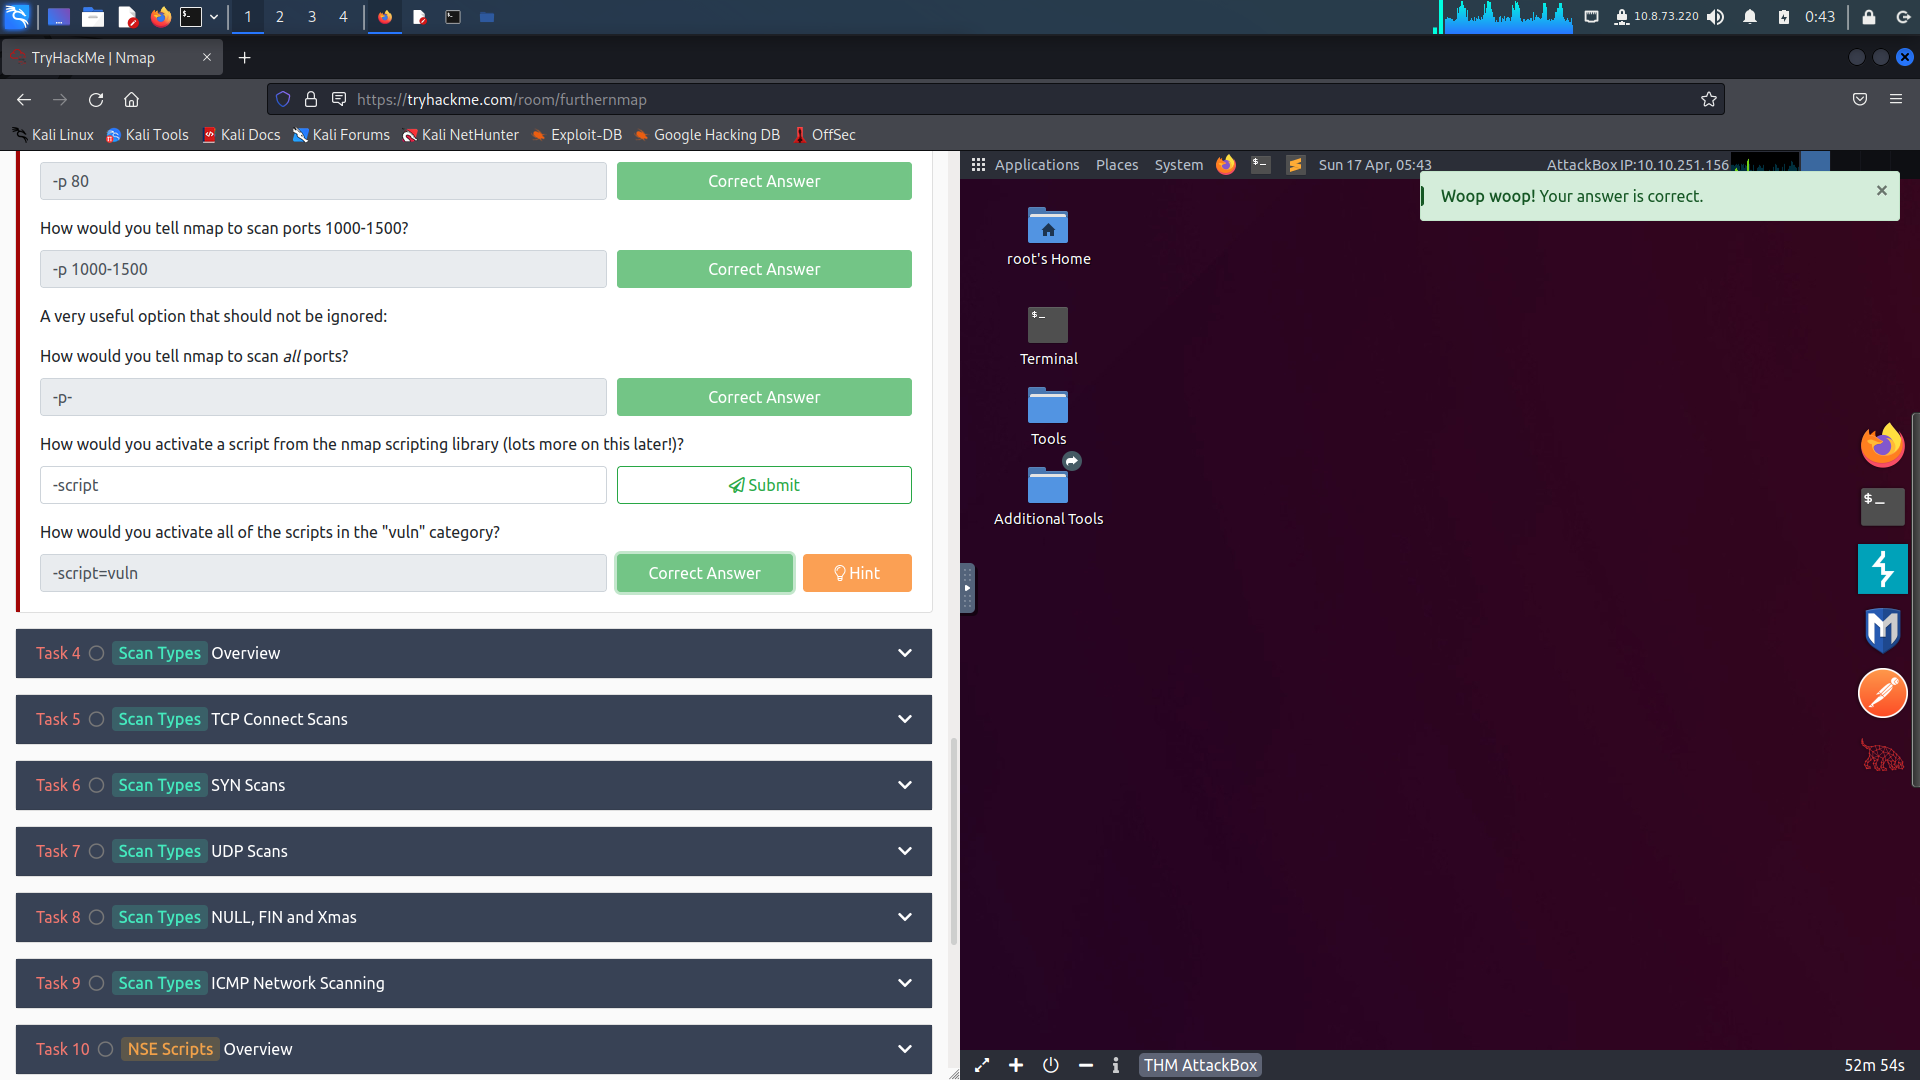 1
2
3
4
10.8.73.220
0:43
TryHackMe | Nmap
https://tryhackme.com/room/furthernmap
Kali Linux
Kali Tools
Kali Docs
Kali Forums
Kali NetHunter
Exploit-DB
Google Hacking DB
OffSec
-p 80
Correct Answer
How would you tell nmap to scan ports 1000-1500?
-p 1000-1500
Correct Answer
A very useful option that should not be ignored:
How would you tell nmap to scan all ports?
-p-
Correct Answer
How would you activate a script from the nmap scripting library (lots more on this later!)?
-script
Submit
How would you activate all of the scripts in the "vuln" category?
-script=vuln
Correct Answer
Hint
Task 4 Scan Types Overview
Task 5 Scan Types TCP Connect Scans
Task 6 Scan Types SYN Scans
Task 7 Scan Types UDP Scans
Task 8 Scan Types NULL, FIN and Xmas
Task 9 Scan Types ICMP Network Scanning
Task 10 NSE Scripts Overview
Applications Places System
Sun 17 Apr, 05:43
AttackBox IP:10.10.251.156
Woop woop! Your answer is correct.
root's Home
Terminal
Tools
Additional Tools
THM AttackBox
52m 54s